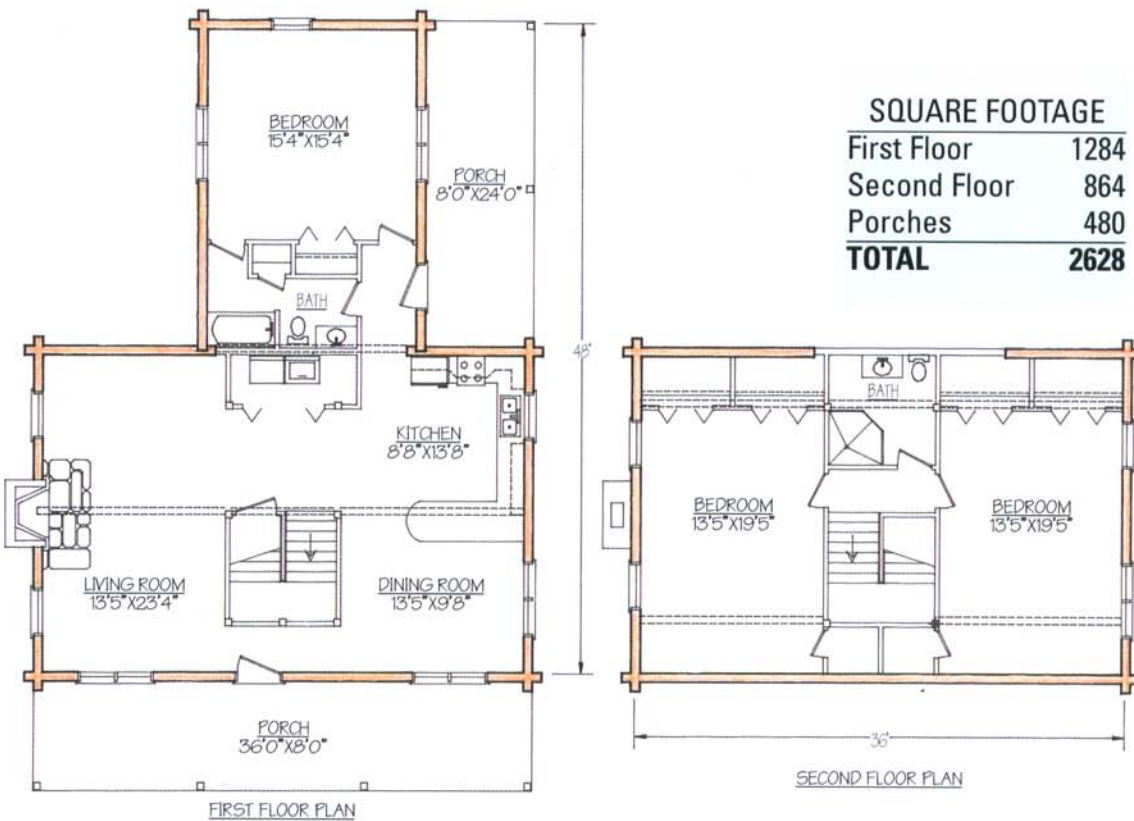 BEDROOM
15'4"X15'4"
PORCH
8'0"X24'0"
BATH
48'
KITCHEN
8'8"X13'8"
LIVING ROOM
13'5"X23'4"
DINING ROOM
13'5"X9'8"
PORCH
36'0"X8'0"
FIRST FLOOR PLAN
SQUARE FOOTAGE
First Floor 1284
Second Floor 864
Porches 480
TOTAL 2628
BATH
BEDROOM
13'5"X19'5"
BEDROOM
13'5"X19'5"
36'
SECOND FLOOR PLAN